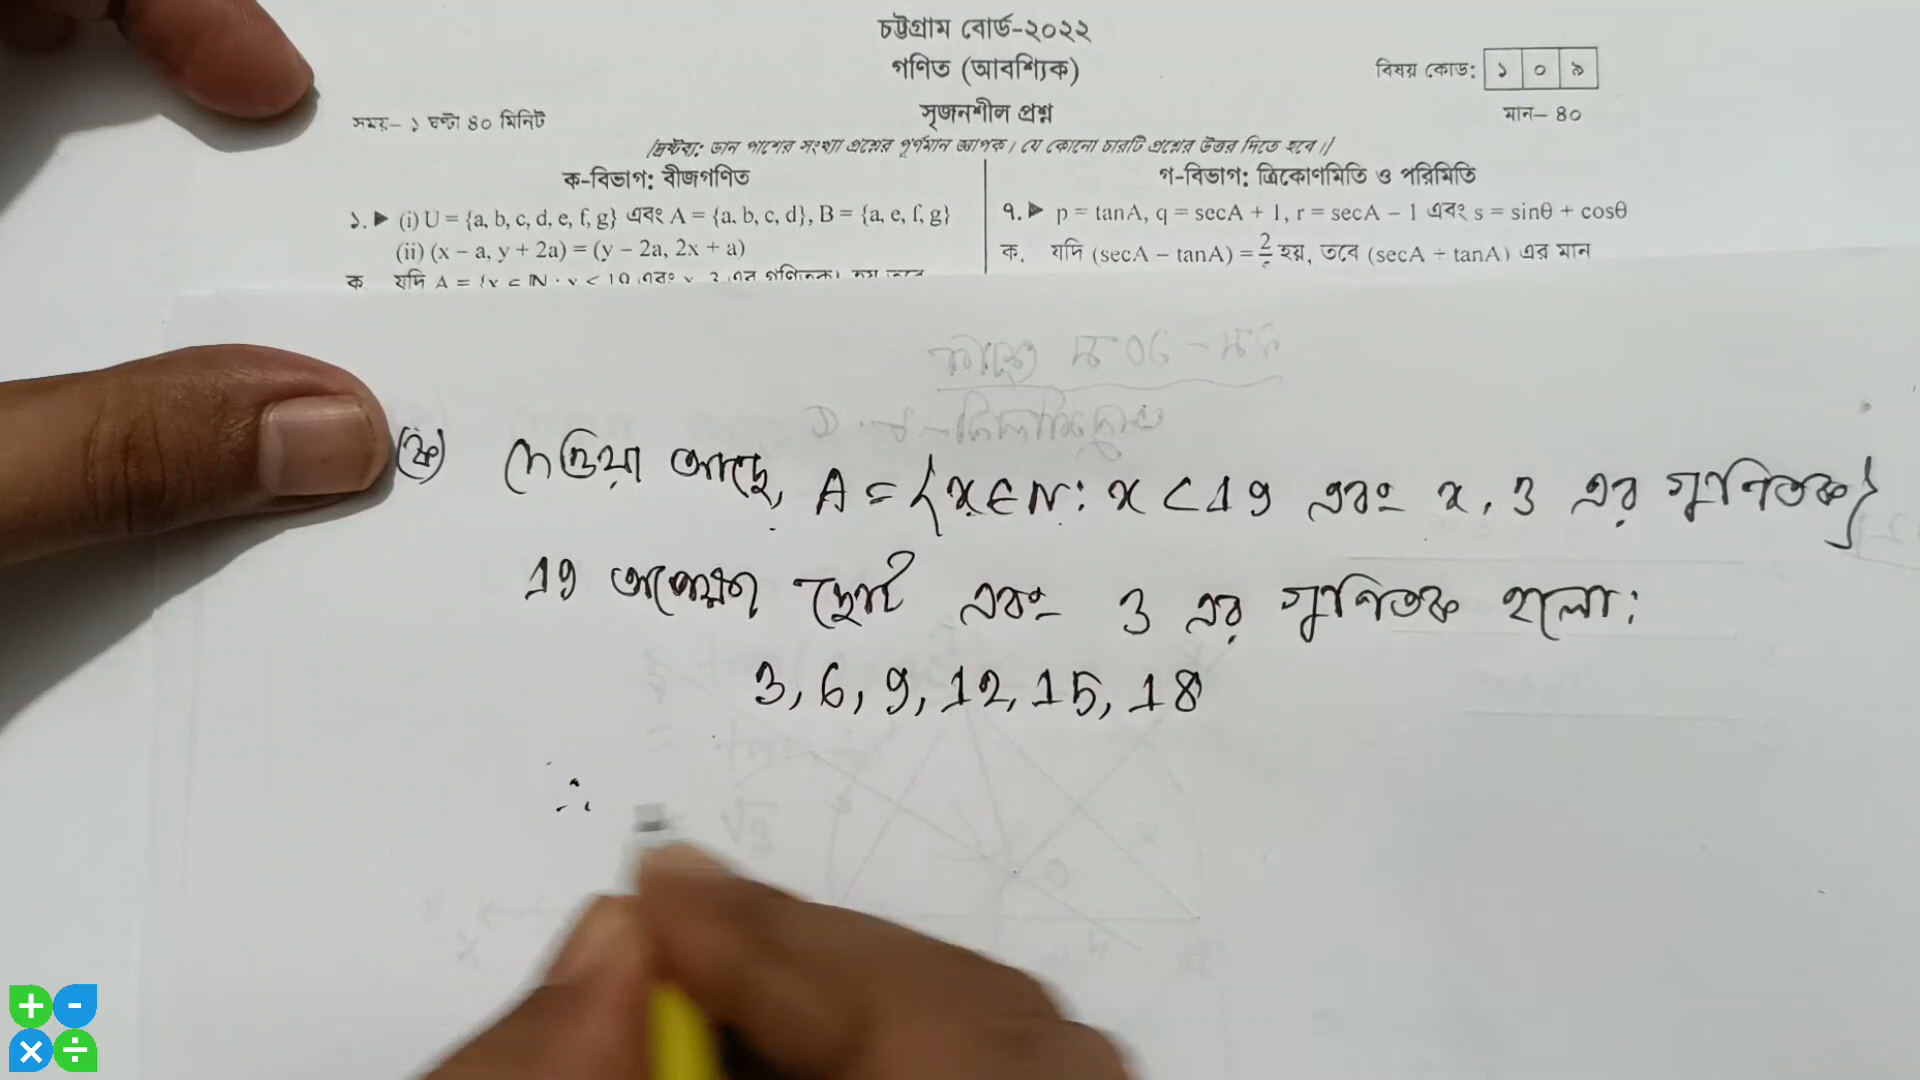 চট্টগ্রাম বোর্ড-২০২২
গণিত (আবশ্যিক)
বিষয় কোড: ১ ০ ৯
সৃজনশীল প্রশ্ন
সময়– ১ ঘণ্টা ৪০ মিনিট
মান– ৪০
[দ্রষ্টব্য: ডান পাশের সংখ্যা প্রশ্নের পূর্ণমান জ্ঞাপক। যে কোনো চারটি প্রশ্নের উত্তর দিতে হবে।]
ক-বিভাগ: বীজগণিত
১. ▶ (i) U = {a, b, c, d, e, f, g} এবং A = {a, b, c, d}, B = {a, e, f, g}
(ii) (x – a, y + 2a) = (y – 2a, 2x + a)
ক যদি A = {x ∈ IN : x <
গ-বিভাগ: ত্রিকোণমিতি ও পরিমিতি
৭. ▶ p = tanA, q = secA + 1, r = secA – 1 এবং s = sinθ + cosθ
ক. যদি (secA – tanA) = হয়, তবে (secA + tanA) এর মান
(ক) দেওয়া আছে, A = {x ∈ N : x < 19 এবং x, 3 এর গুণিতক}
19 অপেক্ষা ছোট এবং 3 এর গুণিতক হলো:
3, 6, 9, 12, 15, 18
∴